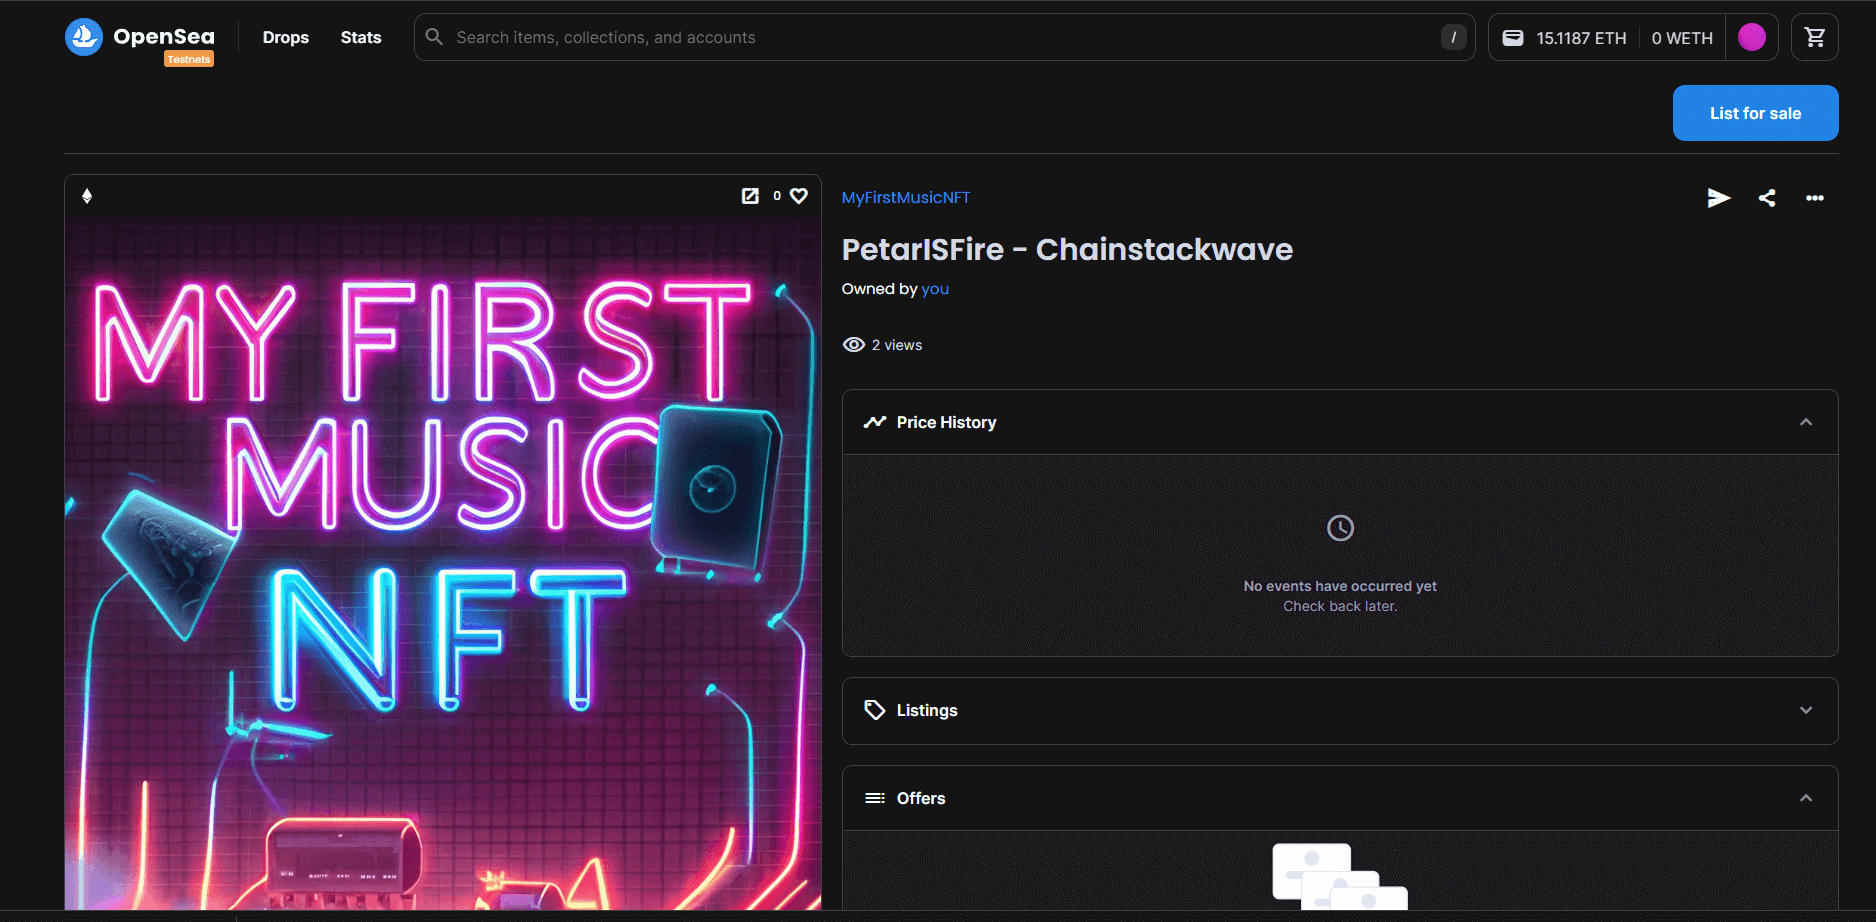 OpenSea
Testnets
Drops
Stats
Search items, collections, and accounts
/
15.1187 ETH
0 WETH
List for sale
0
MY FIRST
MUSIC
NFT
MyFirstMusicNFT
PetarISFire - Chainstackwave
Owned by you
2 views
Price History
No events have occurred yet
Check back later.
Listings
Offers